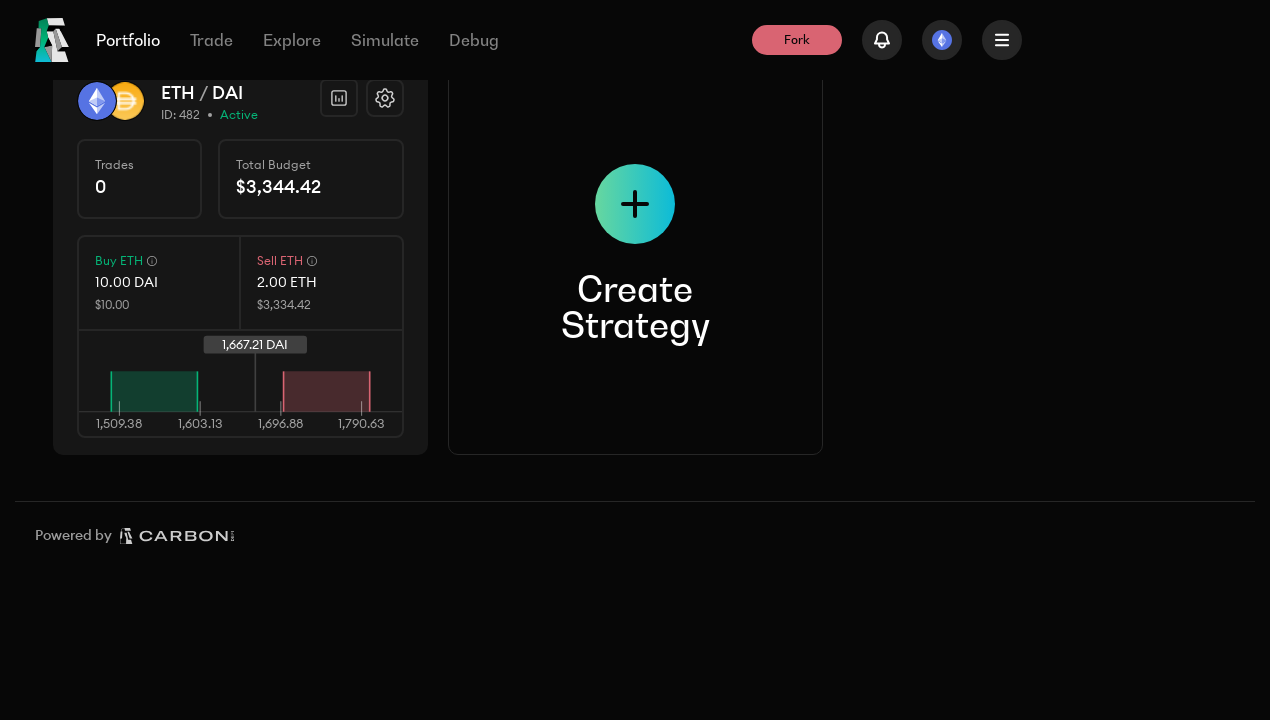 Portfolio
Trade
Explore
Simulate
Debug
Fork
ETH / DAI
ID: 482 • Active
Trades
0
Total Budget
$3,344.42
Buy ETH
10.00 DAI
$10.00
Sell ETH
2.00 ETH
$3,334.42
1,667.21 DAI
1,509.38
1,603.13
1,696.88
1,790.63
Create
Strategy
Powered by
CARBON